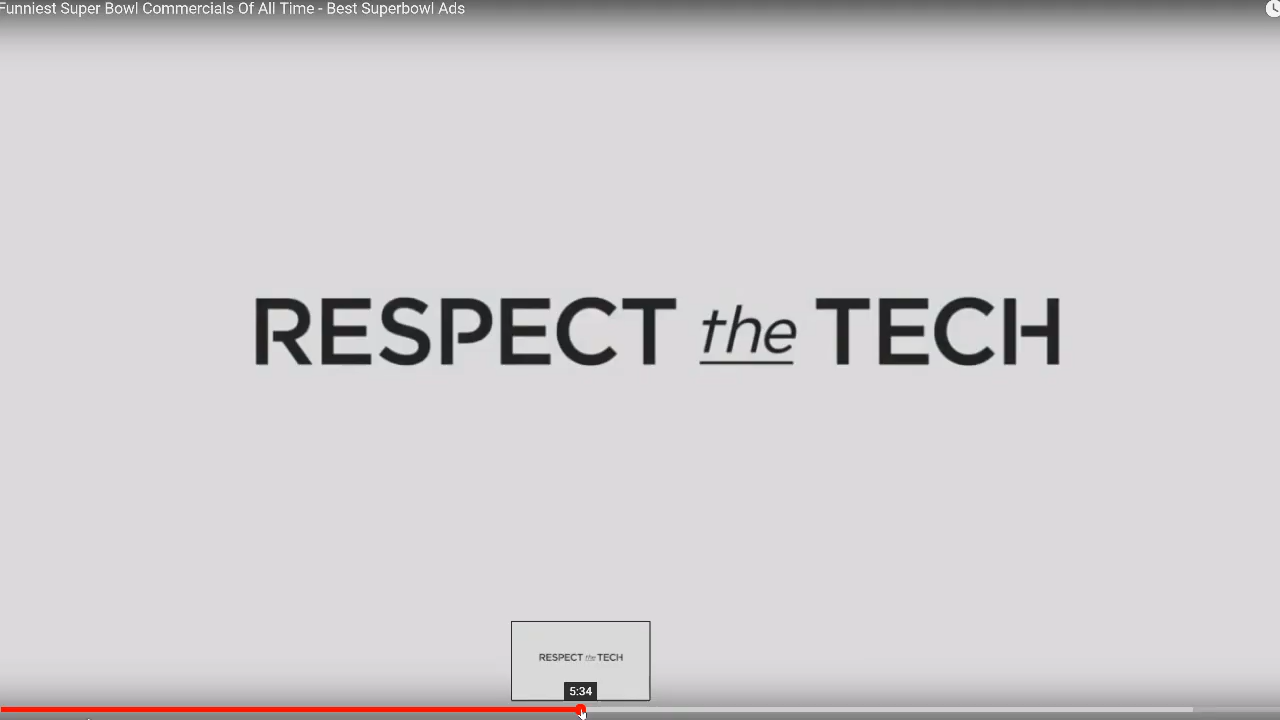 Funniest Super Bowl Commercials Of All Time - Best Superbowl Ads
RESPECT the TECH
RESPECT the TECH
5:34